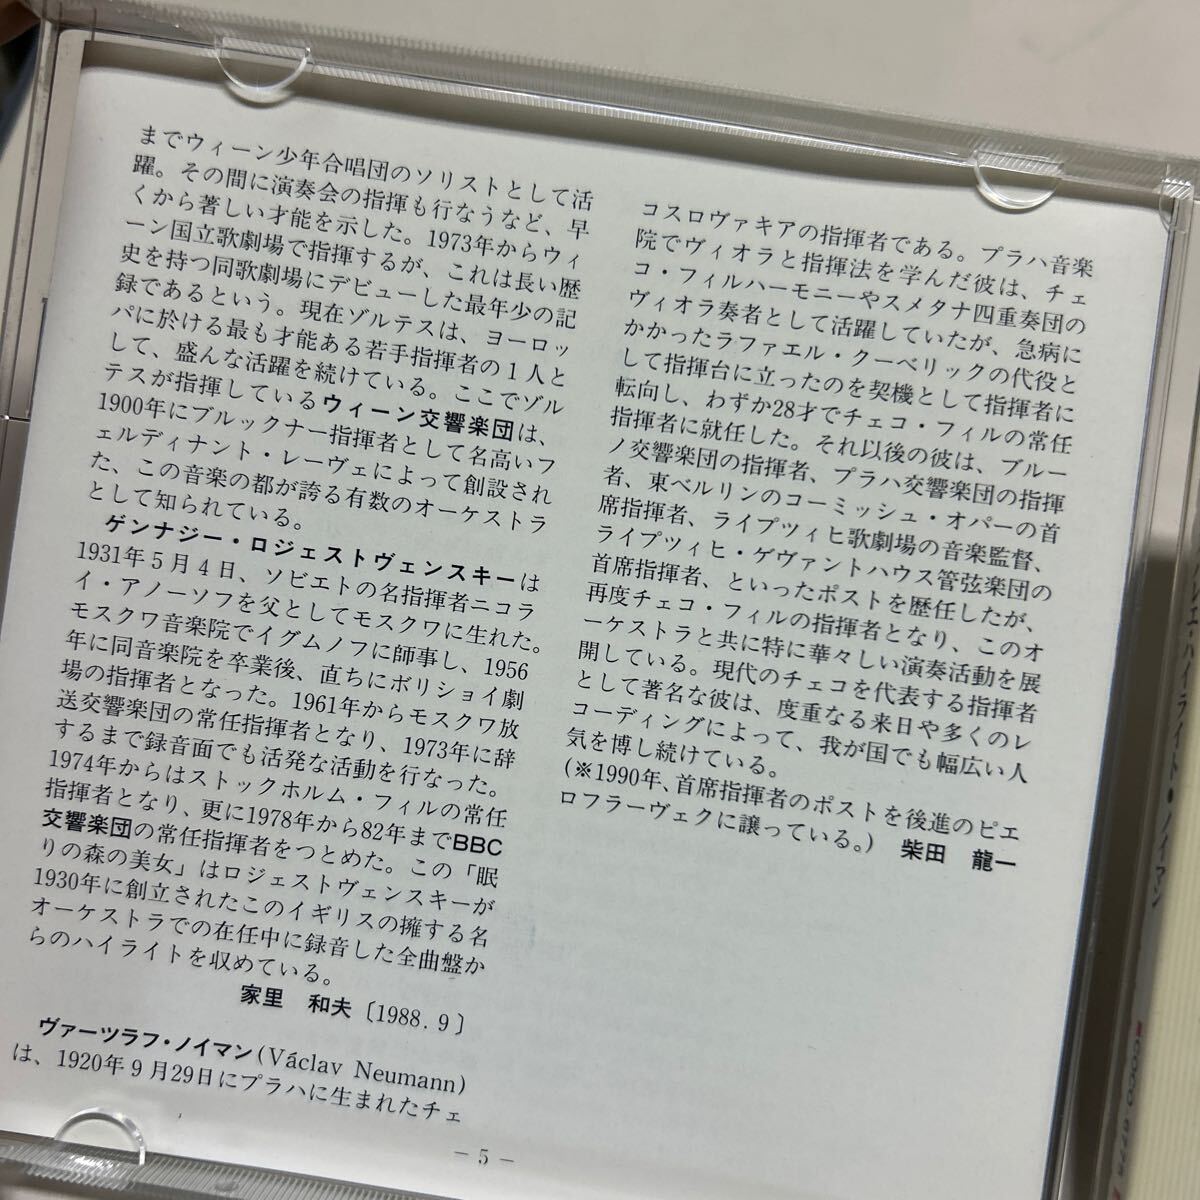 までウィーン少年合唱団のソリストとして活
躍。その間に演奏会の指揮も行なうなど、早
くから著しい才能を示した。1973年からウィ
ーン国立歌劇場で指揮するが、これは長い歴
史を持つ同歌劇場にデビューした最年少の記
録であるという。現在ゾルテスは、ヨーロッ
パに於ける最も才能ある若手指揮者の1人と
して、盛んな活躍を続けている。ここでゾル
テスが指揮しているウィーン交響楽団は、
1900年にブルックナー指揮者として名高いフ
ェルディナント・レーヴェによって創設され
た、この音楽の都が誇る有数のオーケストラ
として知られている。
ゲンナジー・ロジェストヴェンスキーは
1931年5月4日、ソビエトの名指揮者ニコラ
イ・アノーソフを父としてモスクワに生れた。
モスクワ音楽院でイグムノフに師事し、1956
年に同音楽院を卒業後、直ちにボリショイ劇
場の指揮者となった。1961年からモスクワ放
送交響楽団の常任指揮者となり、1973年に辞
するまで録音面でも活発な活動を行なった。
1974年からはストックホルム・フィルの常任
指揮者となり、更に1978年から82年までBBC
交響楽団の常任指揮者をつとめた。この「眠
りの森の美女」はロジェストヴェンスキーが
1930年に創立されたこのイギリスの擁する名
オーケストラでの在任中に録音した全曲盤か
らのハイライトを収めている。
家里 和夫〔1988.9〕
ヴァーツラフ・ノイマン(Václav Neumann)
は、1920年9月29日にプラハに生まれたチェ
コスロヴァキアの指揮者である。プラハ音楽
院でヴィオラと指揮法を学んだ彼は、チェ
コ・フィルハーモニーやスメタナ四重奏団の
ヴィオラ奏者として活躍していたが、急病に
かかったラファエル・クーベリックの代役と
して指揮台に立ったのを契機として指揮者に
転向し、わずか28才でチェコ・フィルの常任
指揮者に就任した。それ以後の彼は、ブルー
ノ交響楽団の指揮者、プラハ交響楽団の指揮
者、東ベルリンのコーミッシュ・オパーの首
席指揮者、ライプツィヒ歌劇場の音楽監督、
ライプツィヒ・ゲヴァントハウス管弦楽団の
首席指揮者、といったポストを歴任したが、
再度チェコ・フィルの指揮者となり、このオ
ーケストラと共に特に華々しい演奏活動を展
開している。現代のチェコを代表する指揮者
として著名な彼は、度重なる来日や多くのレ
コーディングによって、我が国でも幅広い人
気を博し続けている。
(※1990年、首席指揮者のポストを後進のビエ
ロフラーヴェクに譲っている。) 柴田 龍一
－5－
ハイライト●ノイマン